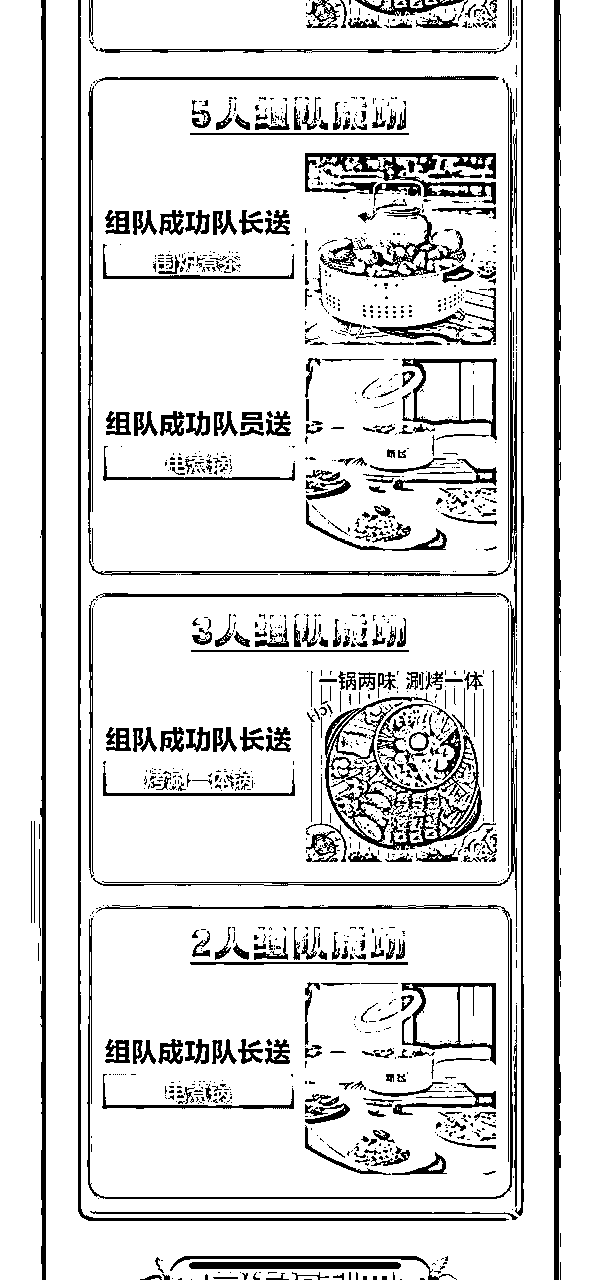 5人组队成功
组队成功队长送
围炉煮茶
组队成功队员送
电煮锅
3人组队成功
一锅两味 涮烤一体
Hot
组队成功队长送
烤涮一体锅
2人组队成功
组队成功队长送
电煮锅